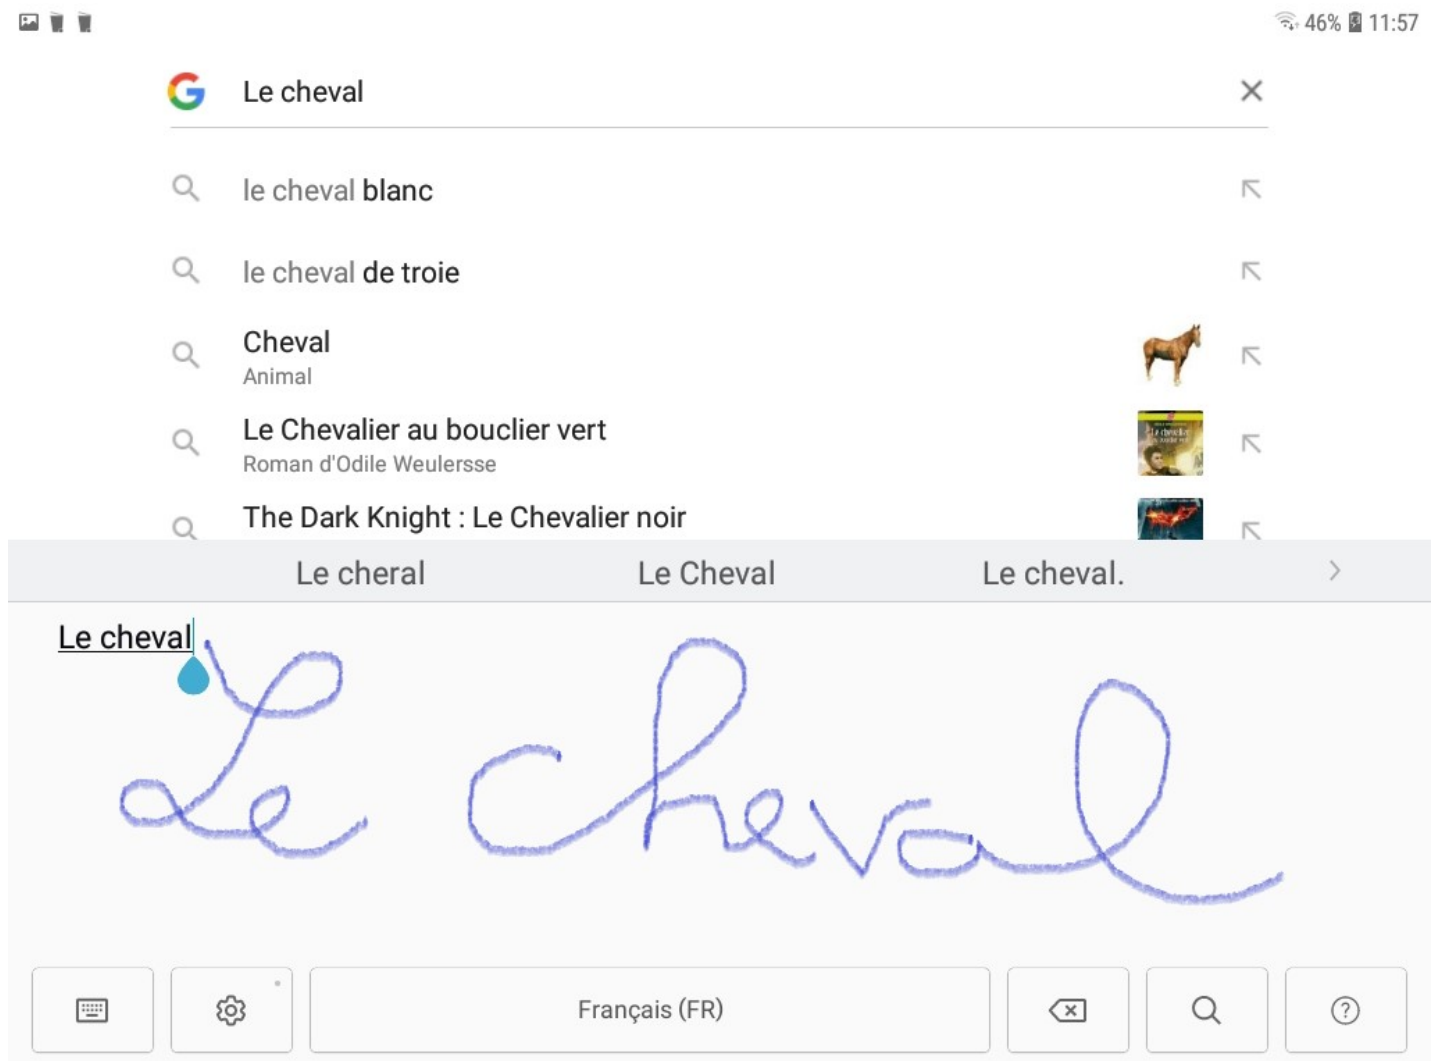 46% 11:57
Le cheval
le cheval blanc
le cheval de troie
Cheval
Animal
Le Chevalier au bouclier vert
Roman d'Odile Weulersse
The Dark Knight : Le Chevalier noir
Le cheral Le Cheval Le cheval.
Le cheval
Le cheval
Français (FR)